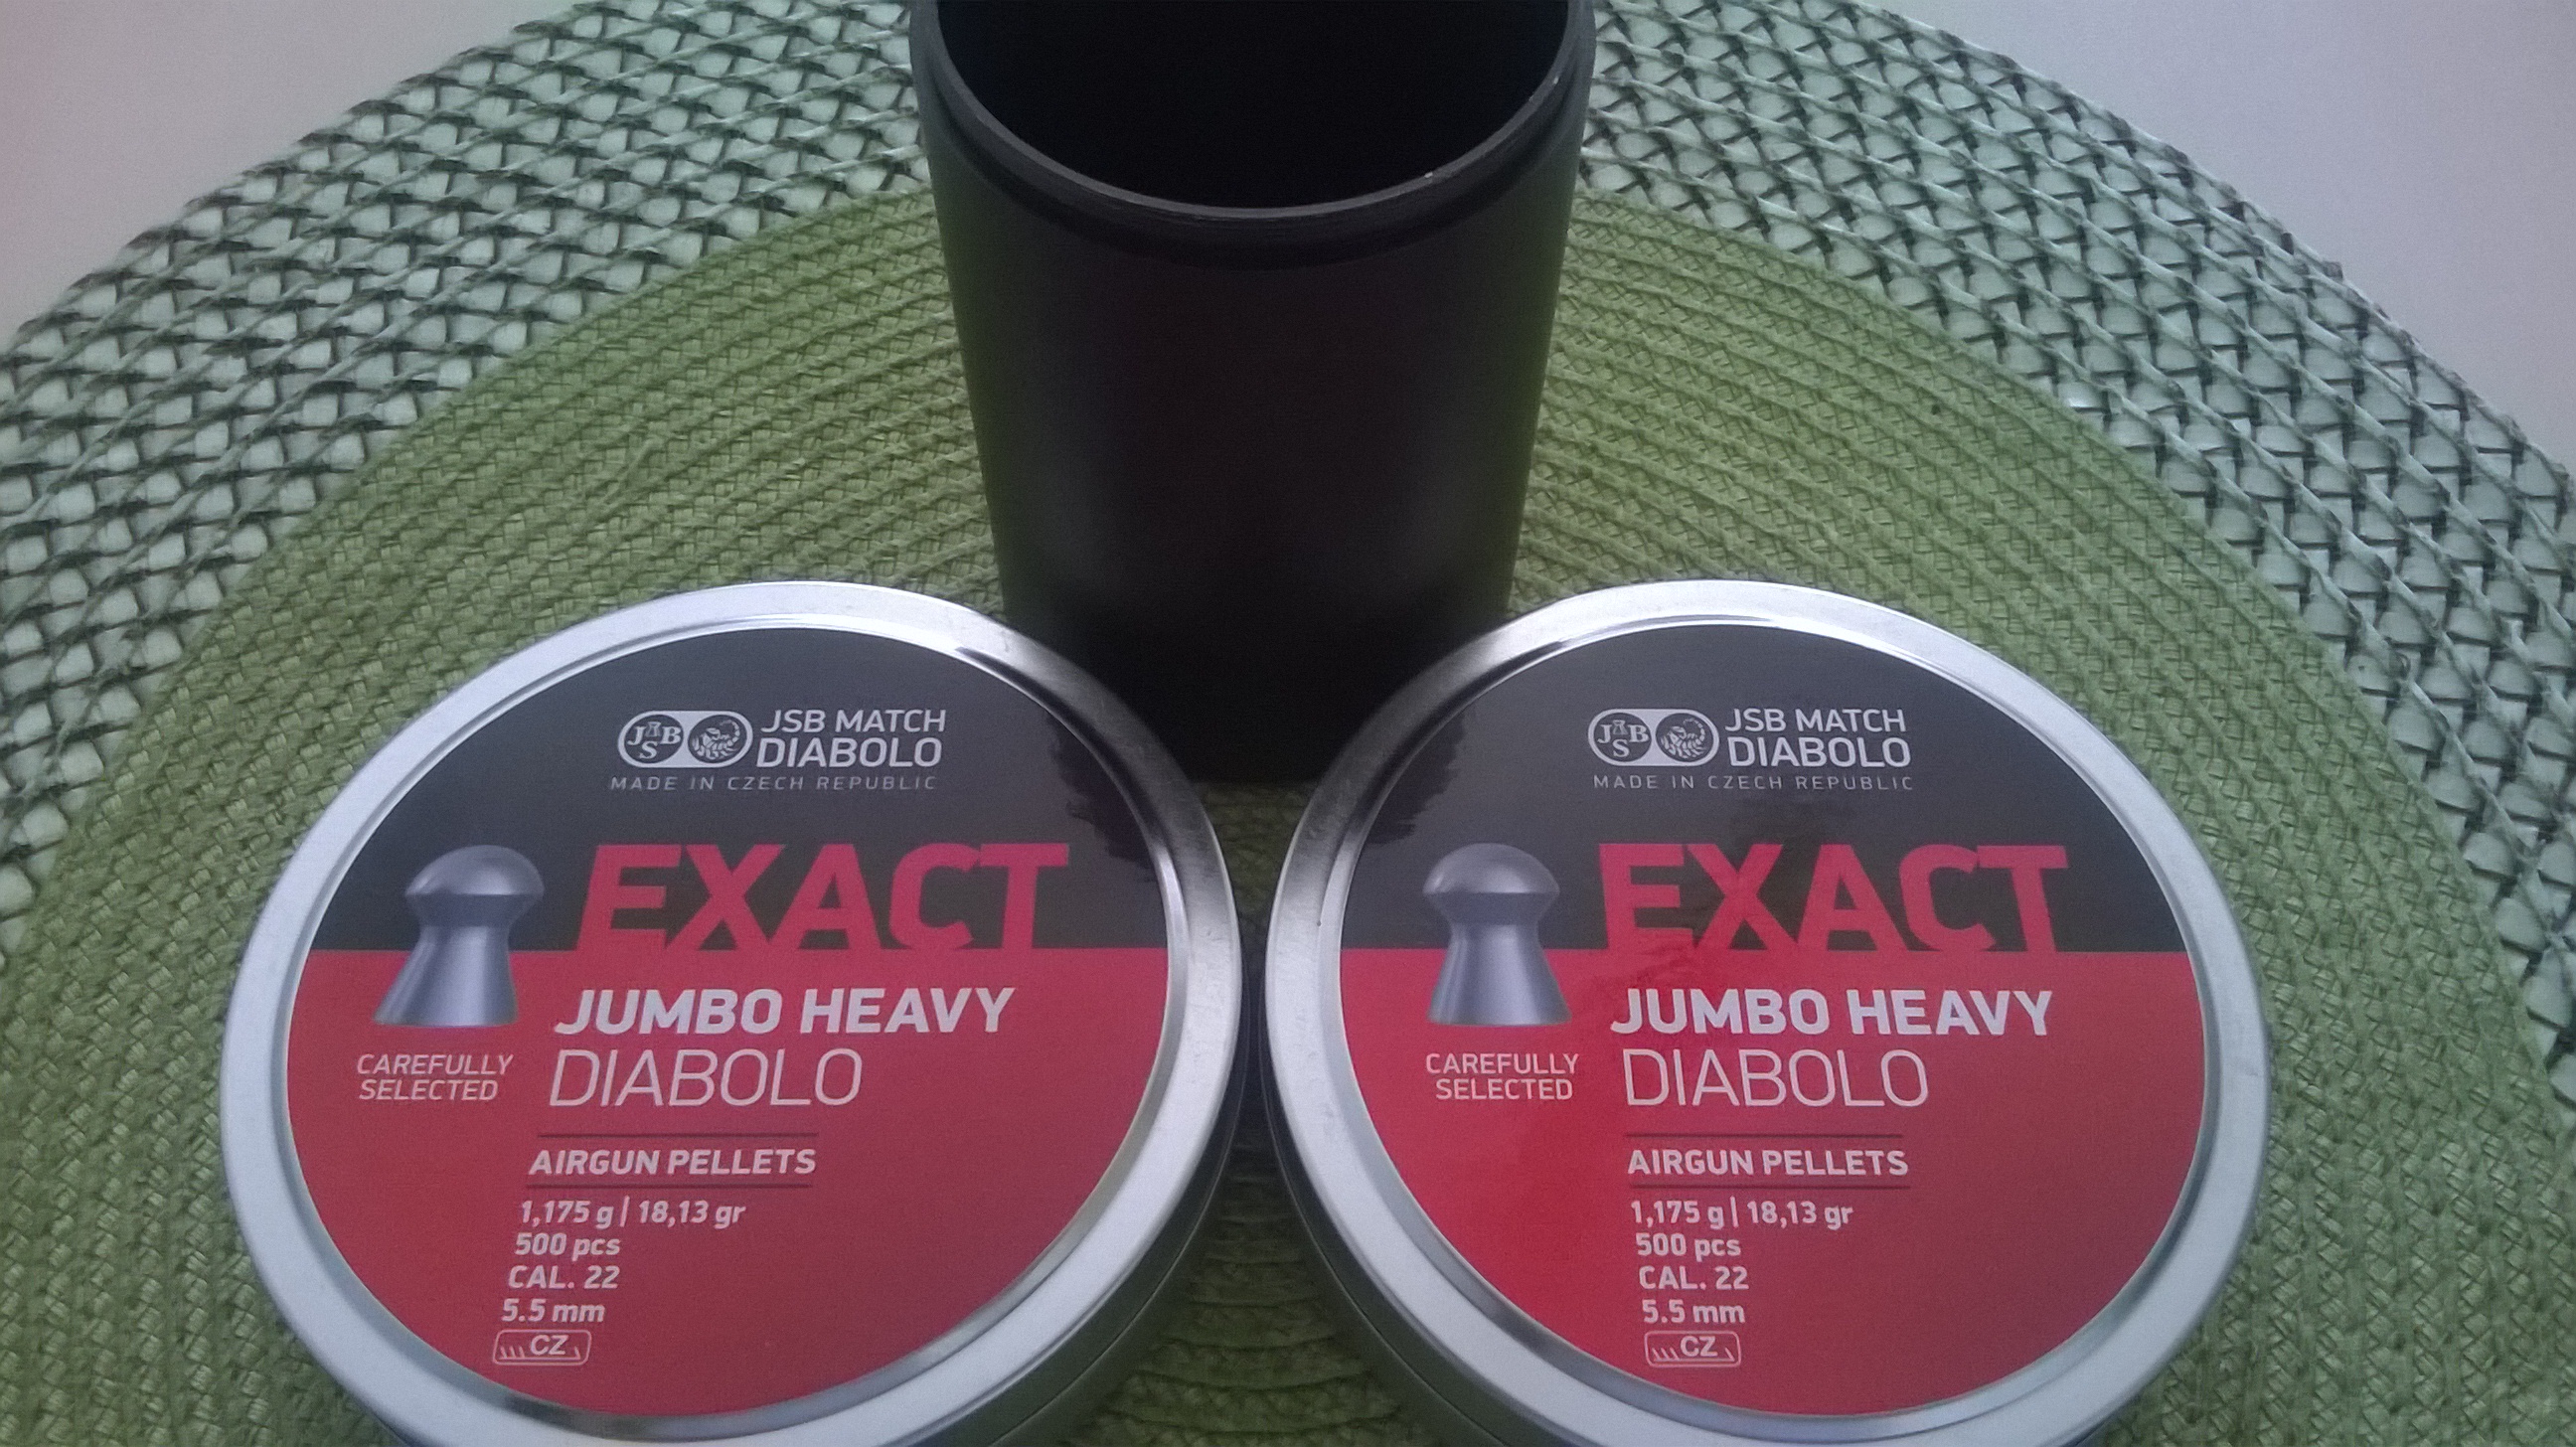 JSB MATCH
DIABOLO
MADE IN CZECH REPUBLIC
EXACT
JUMBO HEAVY
DIABOLO
CAREFULLY
SELECTED
AIRGUN PELLETS
1,175 g | 18,13 gr
500 pcs
CAL. 22
5.5 mm
CZ
JSB
JSB MATCH
DIABOLO
MADE IN CZECH REPUBLIC
EXACT
JUMBO HEAVY
DIABOLO
CAREFULLY
SELECTED
AIRGUN PELLETS
1,175 g | 18,13 gr
500 pcs
CAL. 22
5.5 mm
CZ
JSB